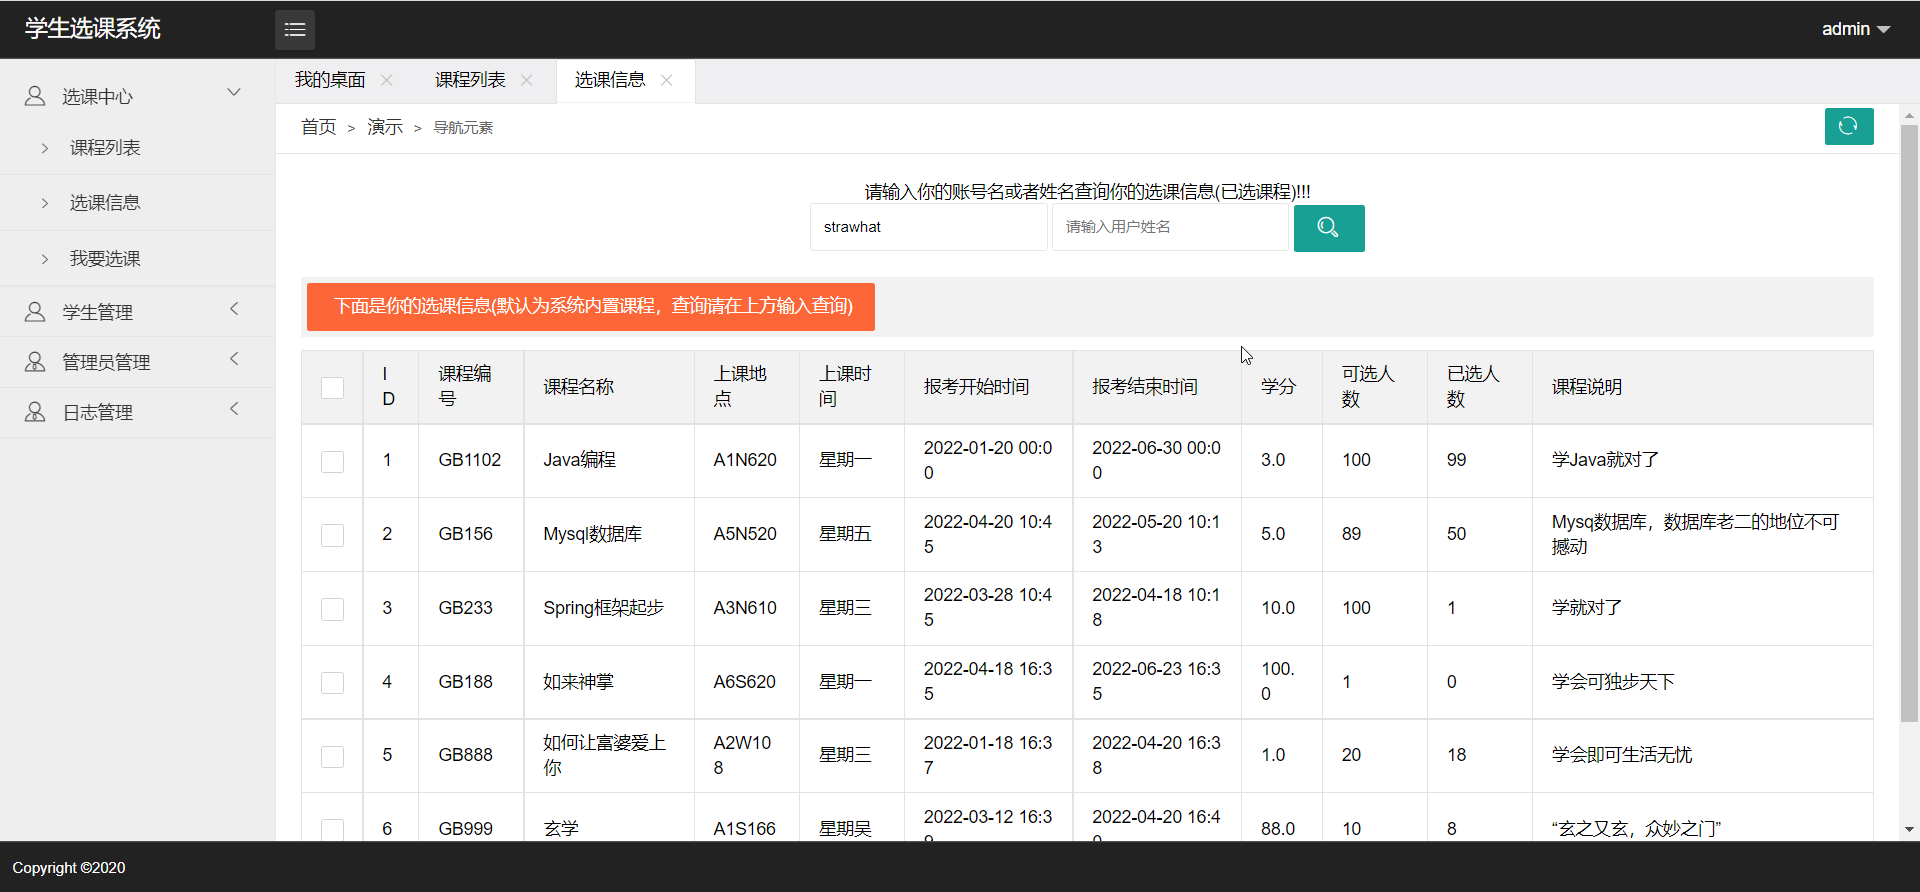 学生选课系统
admin
选课中心
课程列表
选课信息
我要选课
学生管理
管理员管理
日志管理
我的桌面
课程列表
选课信息
首页 > 演示 > 导航元素
请输入你的账号名或者姓名查询你的选课信息(已选课程)!!!
strawhat 请输入用户姓名
下面是你的选课信息(默认为系统内置课程，查询请在上方输入查询)
ID 课程编号 课程名称 上课地点 上课时间 报考开始时间 报考结束时间 学分 可选人数 已选人数 课程说明
1 GB1102 Java编程 A1N620 星期一 2022-01-20 00:00 2022-06-30 00:00 3.0 100 99 学Java就对了
2 GB156 Mysql数据库 A5N520 星期五 2022-04-20 10:45 2022-05-20 10:13 5.0 89 50 Mysq数据库，数据库老二的地位不可撼动
3 GB233 Spring框架起步 A3N610 星期三 2022-03-28 10:45 2022-04-18 10:18 10.0 100 1 学就对了
4 GB188 如来神掌 A6S620 星期一 2022-04-18 16:35 2022-06-23 16:35 100.0 1 0 学会可独步天下
5 GB888 如何让富婆爱上你 A2W108 星期三 2022-01-18 16:37 2022-04-20 16:38 1.0 20 18 学会即可生活无忧
6 GB999 玄学 A1S166 星期吴 2022-03-12 16:3 2022-04-20 16:4 88.0 10 8 “玄之又玄，众妙之门”
Copyright ©2020